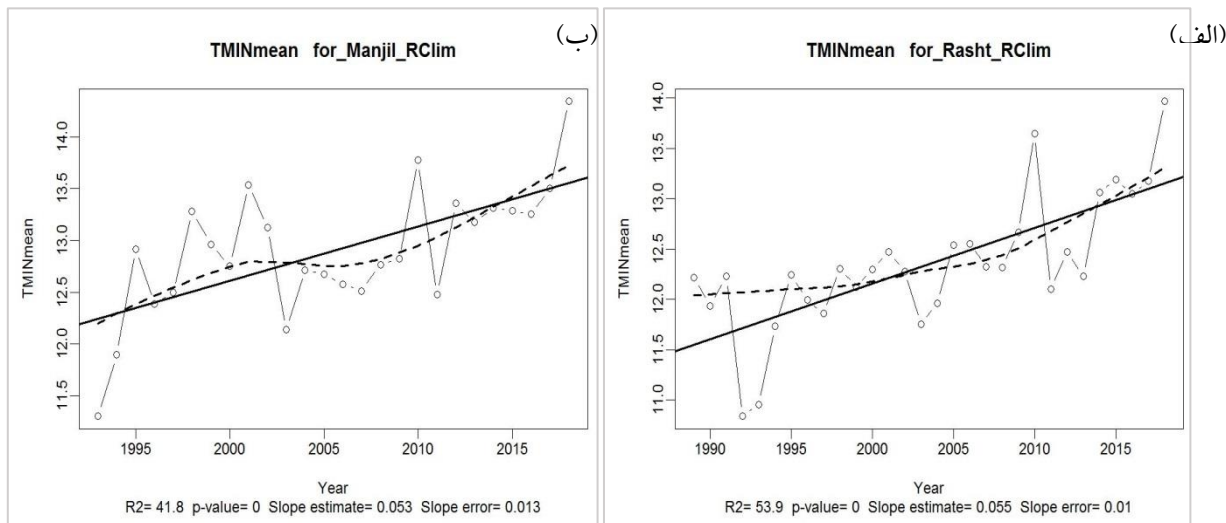 (ب)
TMINmean for_Manjil_RClim
TMINmean
14.0
13.5
13.0
12.5
12.0
11.5
1995 2000 2005 2010 2015
Year
R2= 41.8 p-value= 0 Slope estimate= 0.053 Slope error= 0.013
(الف)
TMINmean for_Rasht_RClim
TMINmean
14.0
13.5
13.0
12.5
12.0
11.5
11.0
1990 1995 2000 2005 2010 2015
Year
R2= 53.9 p-value= 0 Slope estimate= 0.055 Slope error= 0.01